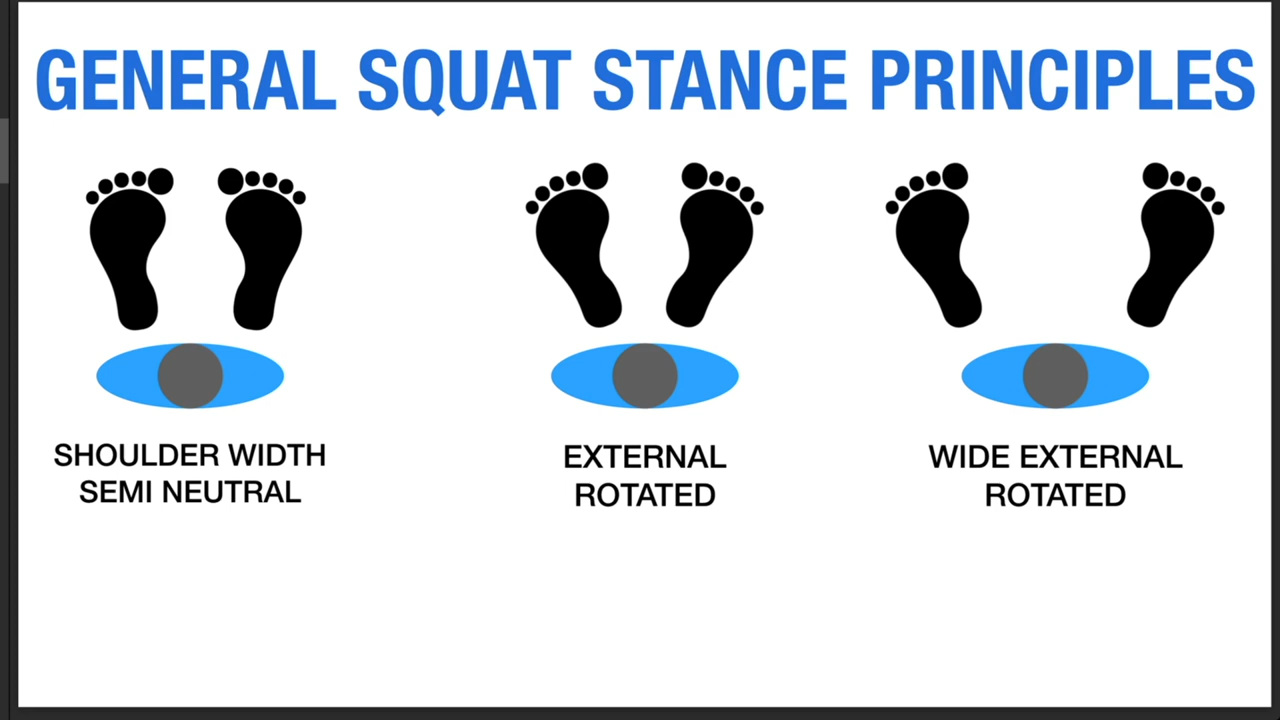 GENERAL SQUAT STANCE PRINCIPLES
SHOULDER WIDTH
SEMI NEUTRAL
EXTERNAL
ROTATED
WIDE EXTERNAL
ROTATED